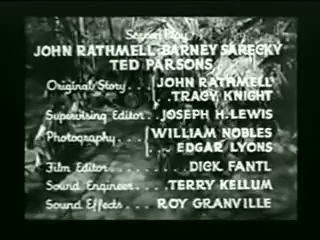 Screen Play
JOHN RATHMELL-BARNEY SARECKY
TED PARSONS
Original Story.... JOHN RATHMELL
TRACY KNIGHT
Supervising Editor.. JOSEPH H. LEWIS
Photography.... WILLIAM NOBLES
EDGAR LYONS
Film Editor....... DICK FANTL
Sound Engineer.... TERRY KELLUM
Sound Effects... ROY GRANVILLE